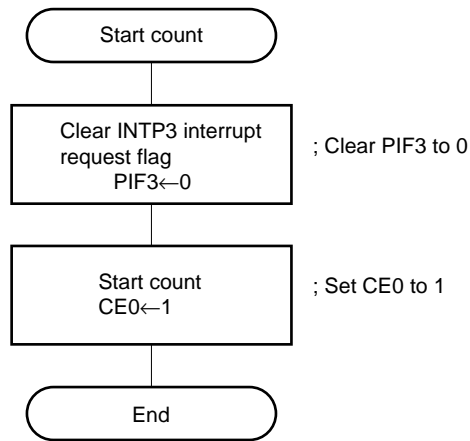 Start count
Clear INTP3 interrupt
request flag
PIF3←0
; Clear PIF3 to 0
Start count
CE0←1
; Set CE0 to 1
End